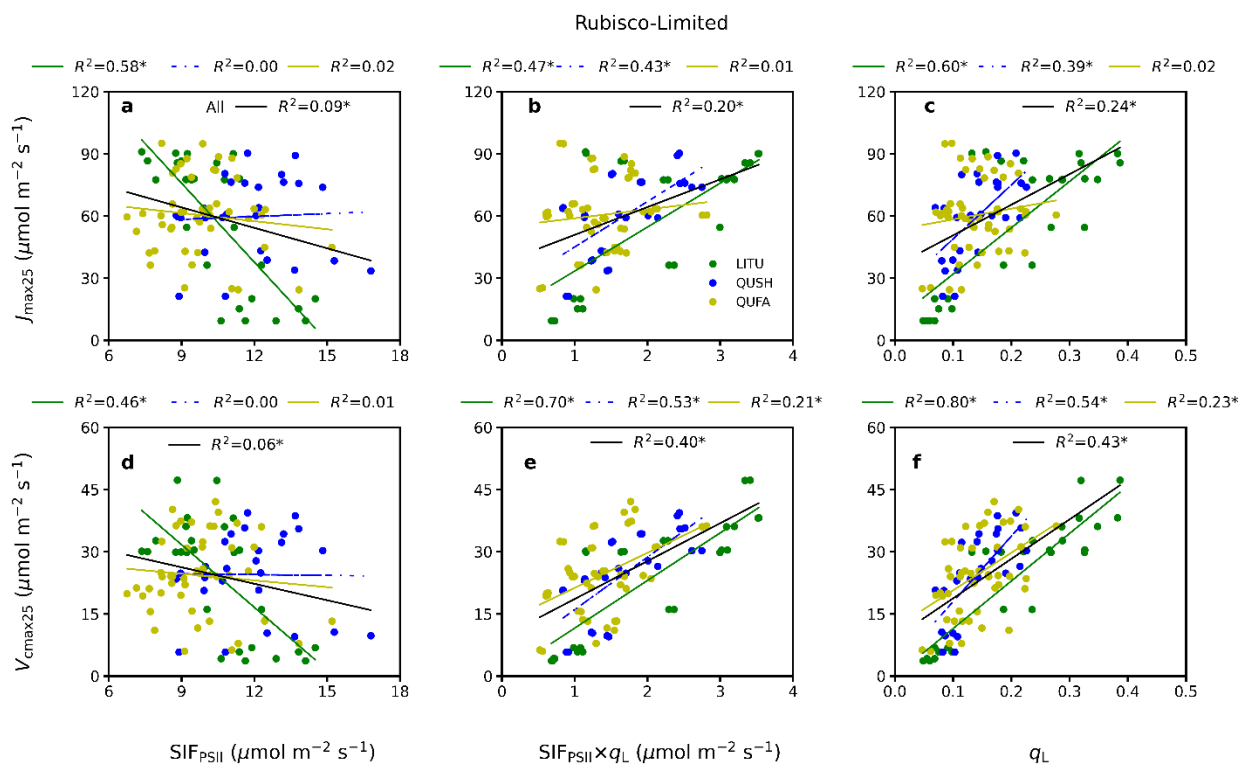 Rubisco-Limited
R²=0.58* R²=0.00 R²=0.02
R²=0.47* R²=0.43* R²=0.01
R²=0.60* R²=0.39* R²=0.02
a All R²=0.09*
b R²=0.20*
c R²=0.24*
J_max25 (μmol m⁻² s⁻¹)
120
90
60
30
0
6 9 12 15 18
LITU
QUSH
QUFA
0 1 2 3 4
0.0 0.1 0.2 0.3 0.4 0.5
R²=0.46* R²=0.00 R²=0.01
R²=0.70* R²=0.53* R²=0.21*
R²=0.80* R²=0.54* R²=0.23*
d R²=0.06*
e R²=0.40*
f R²=0.43*
V_cmax25 (μmol m⁻² s⁻¹)
60
45
30
15
0
6 9 12 15 18
0 1 2 3 4
0.0 0.1 0.2 0.3 0.4 0.5
SIF_PSII (μmol m⁻² s⁻¹)
SIF_PSII×q_L (μmol m⁻² s⁻¹)
q_L